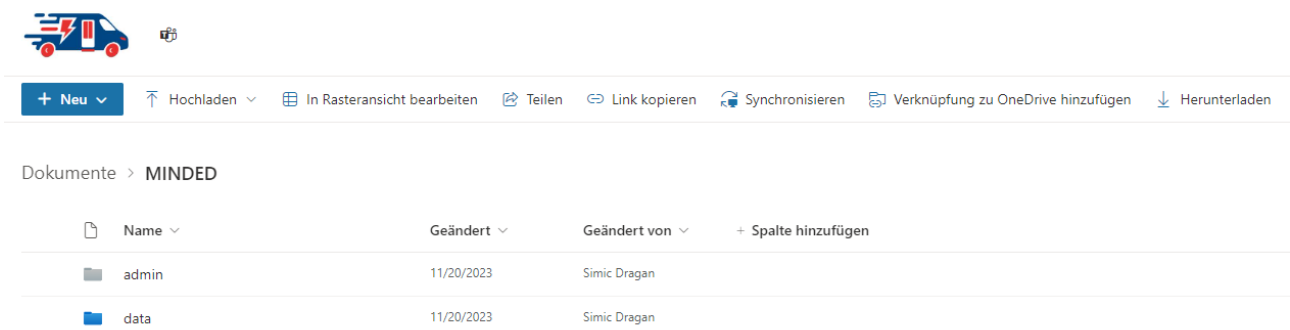 + Neu Hochladen In Rasteransicht bearbeiten Teilen Link kopieren Synchronisieren Verknüpfung zu OneDrive hinzufügen Herunterladen
Dokumente > MINDED
Name Geändert Geändert von + Spalte hinzufügen
admin 11/20/2023 Simic Dragan
data 11/20/2023 Simic Dragan